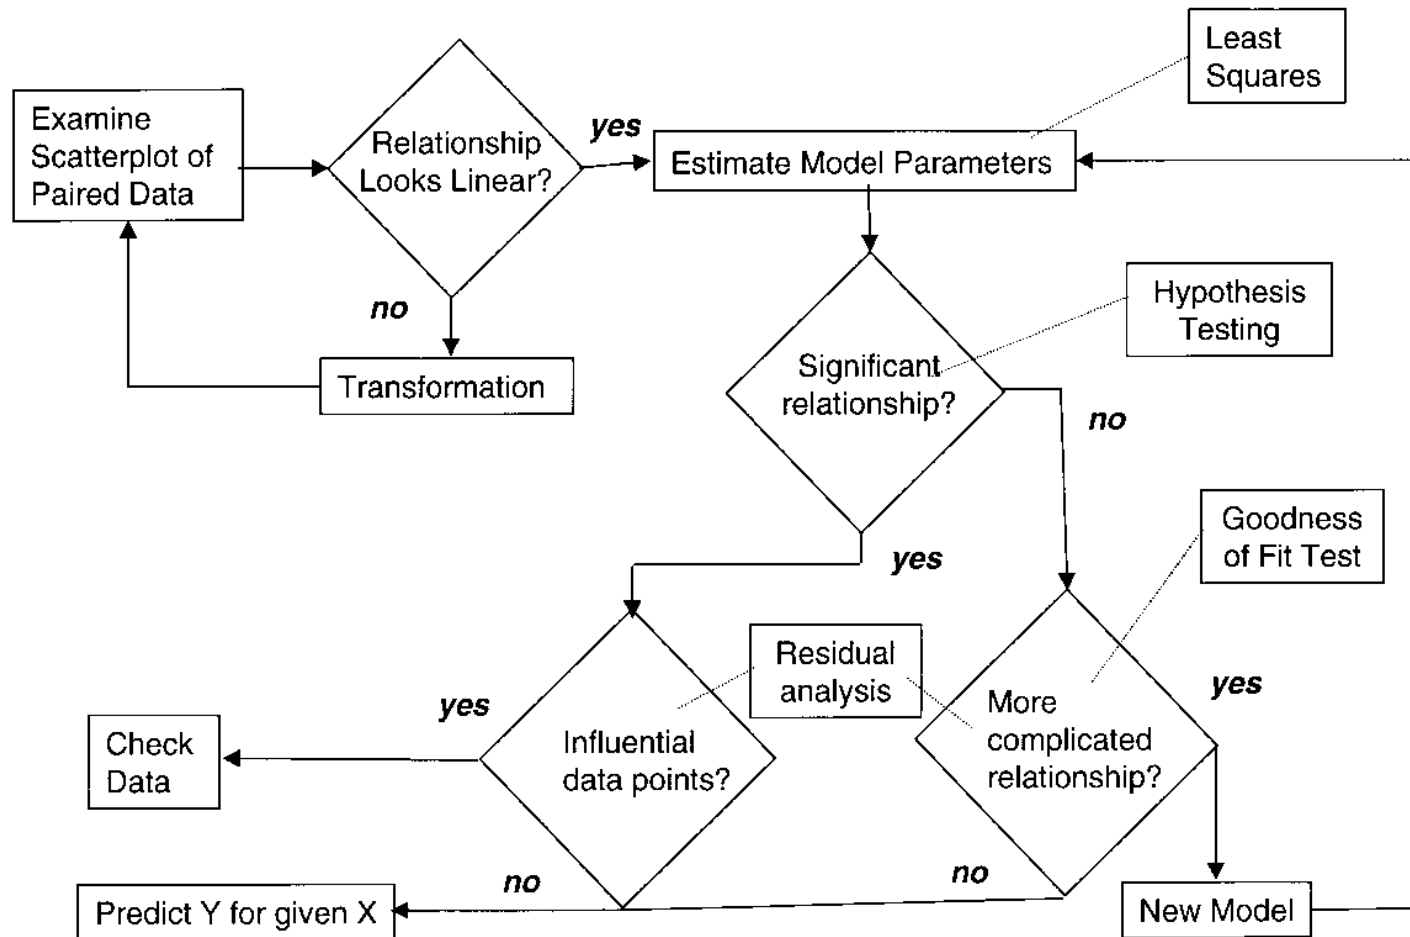 Least
Squares
Examine
Scatterplot of
Paired Data
Relationship
Looks Linear?
yes
Estimate Model Parameters
no
Transformation
Hypothesis
Testing
Significant
relationship?
no
yes
Goodness
of Fit Test
Residual
analysis
yes
Influential
data points?
More
complicated
relationship?
yes
Check
Data
no
no
Predict Y for given X
New Model